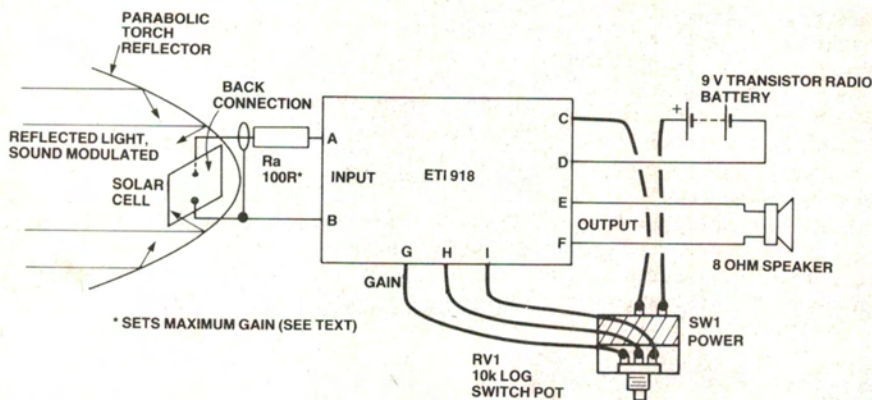 PARABOLIC
TORCH
REFLECTOR
BACK
CONNECTION
REFLECTED LIGHT,
SOUND MODULATED
SOLAR
CELL
Ra
100R*
A
INPUT
B
ETI 918
C
D
E
OUTPUT
F
G H I
GAIN
9 V TRANSISTOR RADIO
BATTERY
+
8 OHM SPEAKER
* SETS MAXIMUM GAIN (SEE TEXT)
SW1
POWER
RV1
10k LOG
SWITCH POT